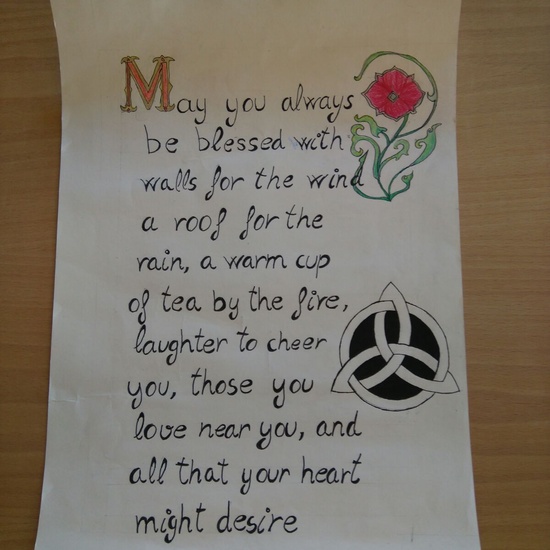 May you always
be blessed with
walls for the wind
a roof for the
rain, a warm cup
of tea by the fire,
laughter to cheer
you, those you
love near you, and
all that your heart
might desire